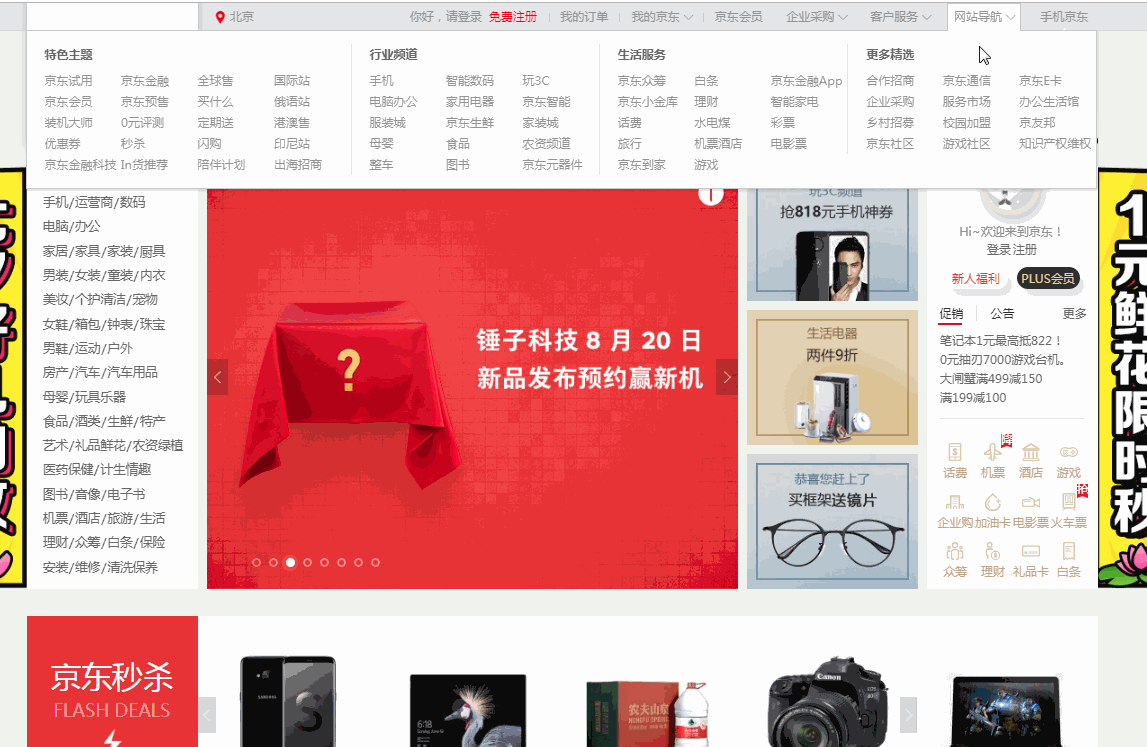 北京
你好，请登录 免费注册 我的订单 我的京东 京东会员 企业采购 客户服务 网站导航 手机京东
特色主题
京东试用 京东金融 全球售 国际站
京东会员 京东预售 买什么 俄语站
装机大师 0元评测 定期送 港澳售
优惠券 秒杀 闪购 印尼站
京东金融科技 In货推荐 陪伴计划 出海招商
行业频道
手机 智能数码 玩3C
电脑办公 家用电器 京东智能
服装城 京东生鲜 家装城
母婴 食品 农资频道
整车 图书 京东元器件
生活服务
京东众筹 白条 京东金融App
京东小金库 理财 智能家电
话费 水电煤 彩票
旅行 机票酒店 电影票
京东到家 游戏
更多精选
合作招商 京东通信 京东E卡
企业采购 服务市场 办公生活馆
乡村招募 校园加盟 京友邦
京东社区 游戏社区 知识产权维权
手机/运营商/数码
电脑/办公
家居/家具/家装/厨具
男装/女装/童装/内衣
美妆/个护清洁/宠物
女鞋/箱包/钟表/珠宝
男鞋/运动/户外
房产/汽车/汽车用品
母婴/玩具乐器
食品/酒类/生鲜/特产
艺术/礼品鲜花/农资绿植
医药保健/计生情趣
图书/音像/电子书
机票/酒店/旅游/生活
理财/众筹/白条/保险
安装/维修/清洗保养
?
锤子科技 8 月 20 日
新品发布预约赢新机
玩3C频道
抢818元手机神券
生活电器
两件9折
恭喜您赶上了
买框架送镜片
Hi~欢迎来到京东！
登录 注册
新人福利 PLUS会员
促销 公告 更多
笔记本1元最高抵822！
0元抽刃7000游戏台机。
大闸蟹满499减150
满199减100
话费 机票 酒店 游戏
企业购 加油卡 电影票 火车票
众筹 理财 礼品卡 白条
抢
1元鲜花限时秒
京东秒杀
FLASH DEALS
SAMSUNG
6:18
农夫山泉
Canon